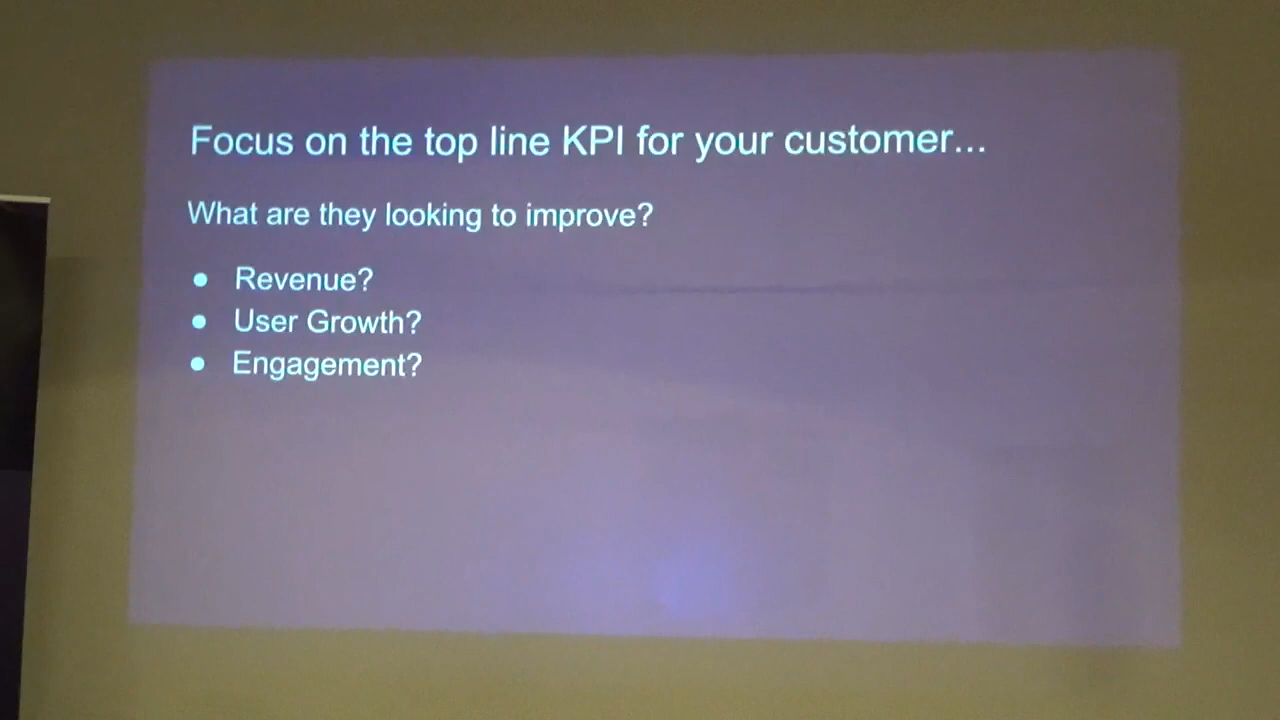 Focus on the top line KPI for your customer...
What are they looking to improve?
● Revenue?
● User Growth?
● Engagement?